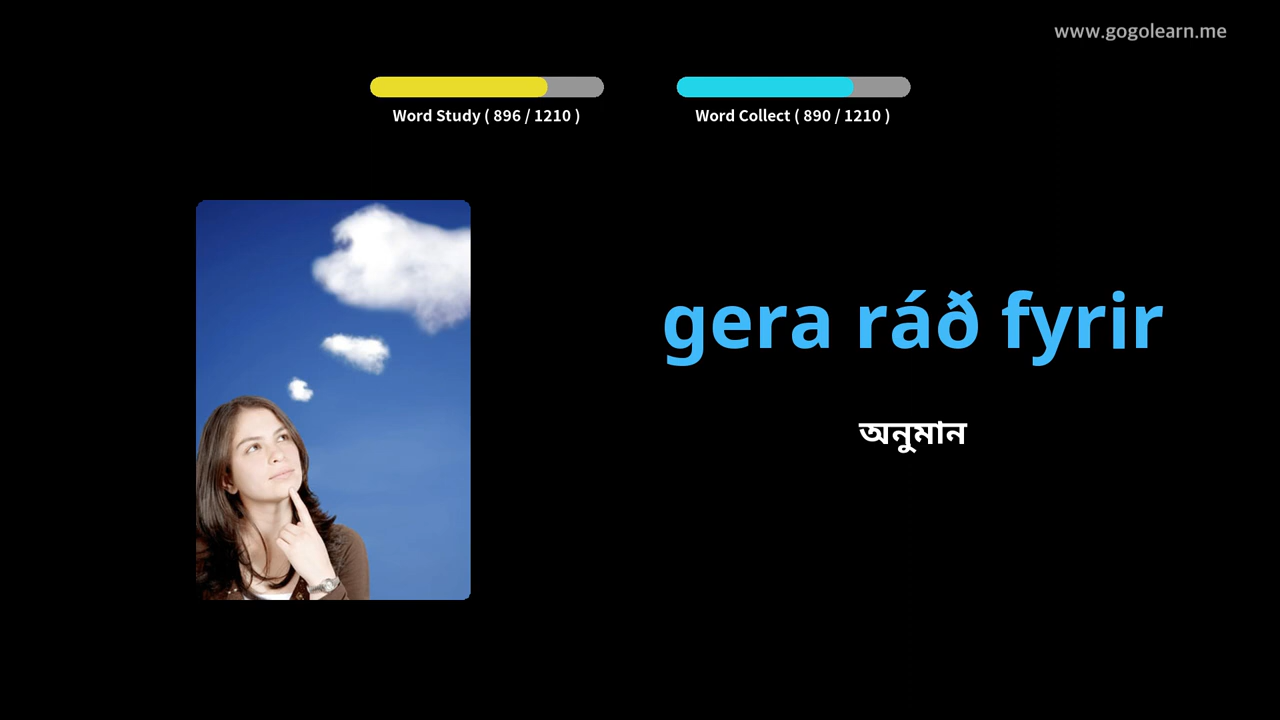 www.gogolearn.me
Word Study ( 896 / 1210 )
Word Collect ( 890 / 1210 )
gera ráð fyrir
অনুমান